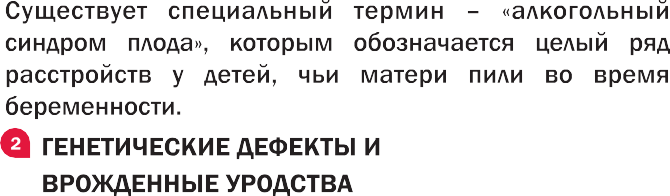 Существует специальный термин – «алкогольный
синдром плода», которым обозначается целый ряд
расстройств у детей, чьи матери пили во время
беременности.
2 ГЕНЕТИЧЕСКИЕ ДЕФЕКТЫ И
ВРОЖДЕННЫЕ УРОДСТВА